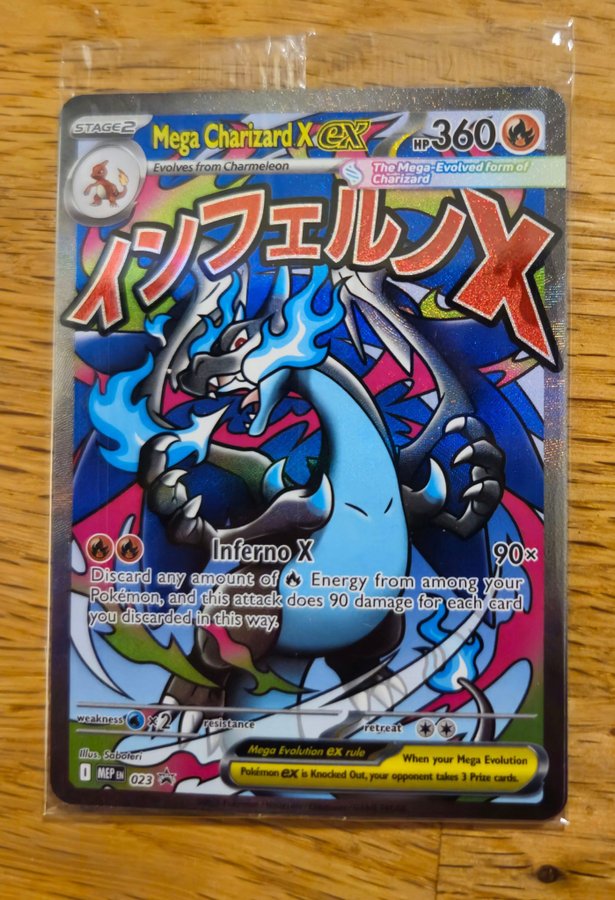 STAGE2 Mega Charizard X ex HP 360
Evolves from Charmeleon
The Mega-Evolved form of
Charizard
インフェルノX
Inferno X 90×
Discard any amount of Energy from among your
Pokémon, and this attack does 90 damage for each card
you discarded in this way.
weakness ×2 resistance retreat
Illus. Saboteri
Mega Evolution ex rule
When your Mega Evolution
Pokémon ex is Knocked Out, your opponent takes 3 Prize cards.
MEP EN 023